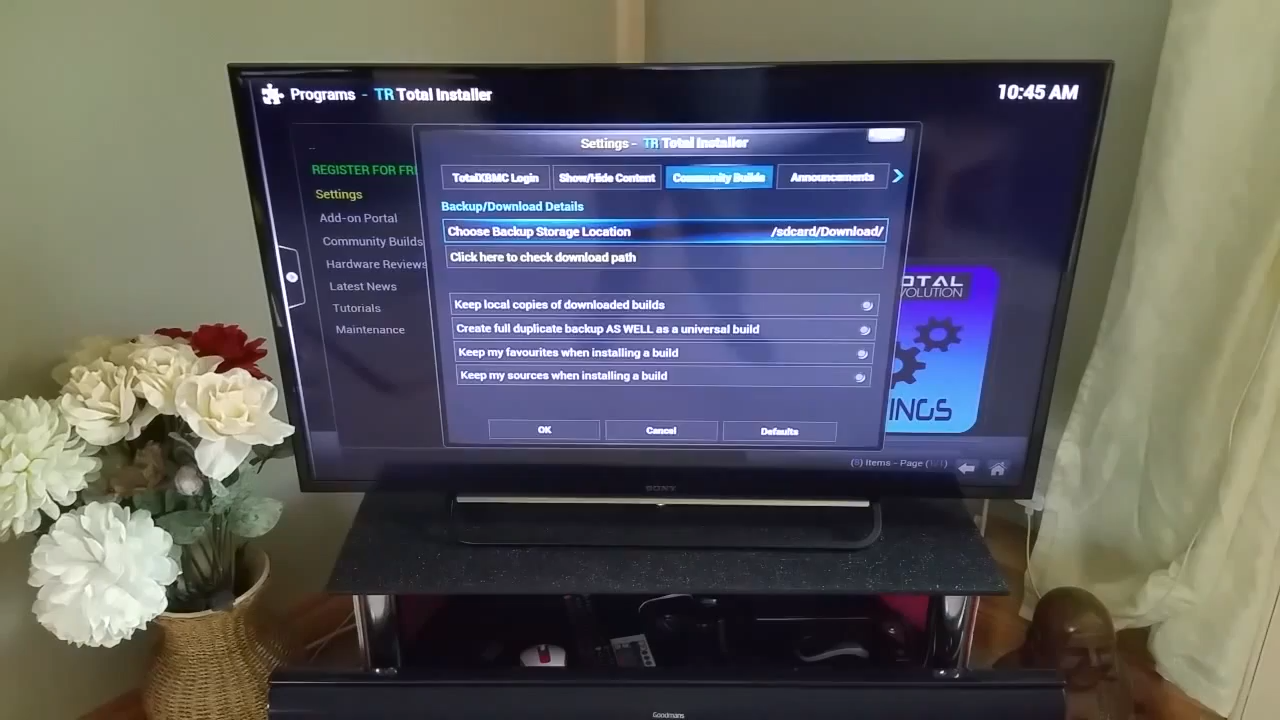 Programs - TR Total Installer
10:45 AM
Settings - TR Total Installer
TotalXBMC Login
Show/Hide Content
Community Builds
Announcements
REGISTER FOR FR
Settings
Add-on Portal
Community Builds
Hardware Reviews
Latest News
Tutorials
Maintenance
Backup/Download Details
Choose Backup Storage Location /sdcard/Download/
Click here to check download path
Keep local copies of downloaded builds
Create full duplicate backup AS WELL as a universal build
Keep my favourites when installing a build
Keep my sources when installing a build
OK
Cancel
Defaults
OTAL
VOLUTION
INGS
(8) Items - Page (1/1)
SONY
Goodmans